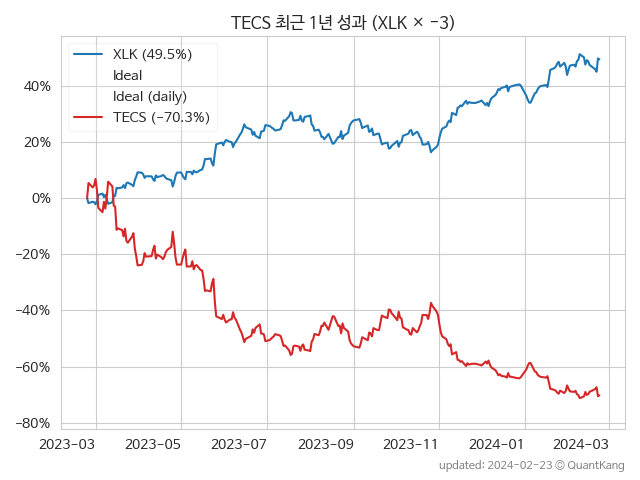 TECS 최근 1년 성과 (XLK × −3)
XLK (49.5%)
Ideal
Ideal (daily)
TECS (−70.3%)
40%
20%
0%
−20%
−40%
−60%
−80%
2023-03 2023-05 2023-07 2023-09 2023-11 2024-01 2024-03
updated: 2024-02-23 © QuantKang